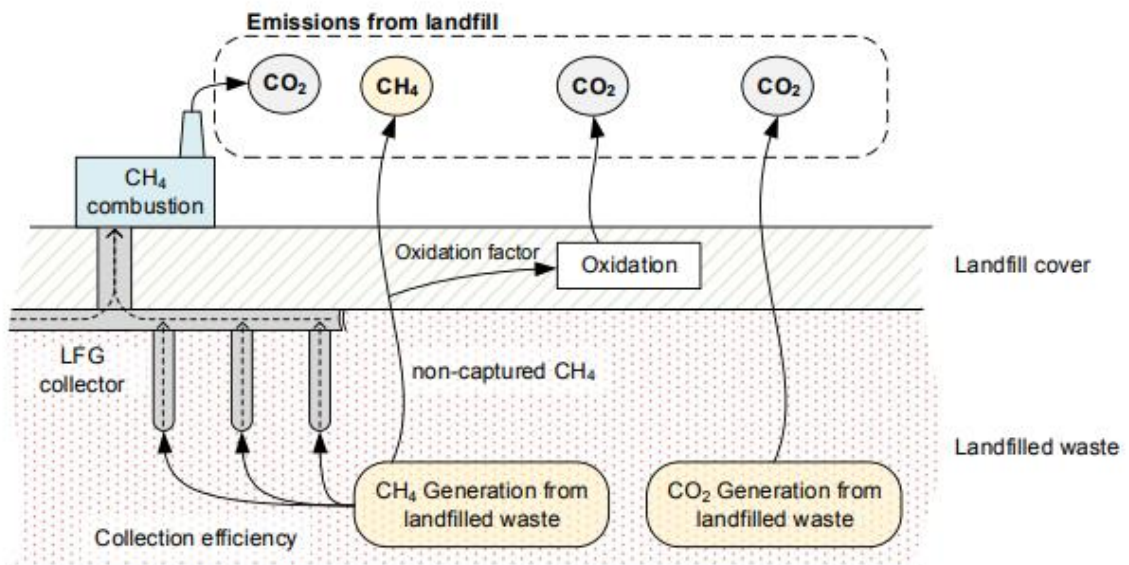 Emissions from landfill
CO₂
CH₄
CO₂
CO₂
CH₄
combustion
Oxidation factor
Oxidation
Landfill cover
LFG
collector
non-captured CH₄
Landfilled waste
CH₄ Generation from
landfilled waste
CO₂ Generation from
landfilled waste
Collection efficiency